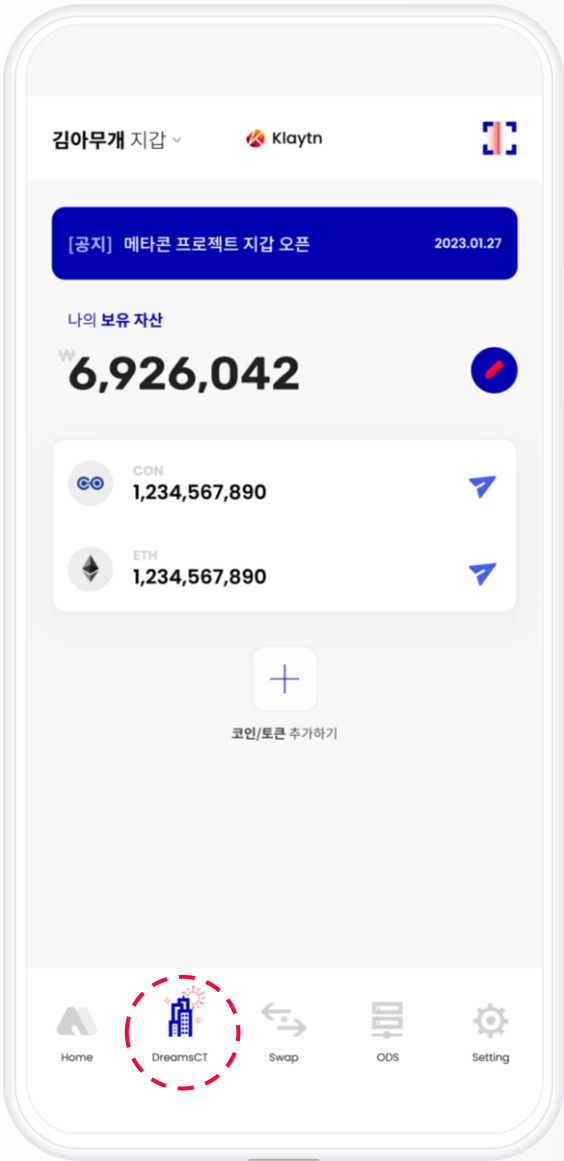 김아무개 지갑
Klaytn
[공지] 메타콘 프로젝트 지갑 오픈 2023.01.27
나의 보유 자산
₩6,926,042
CON
1,234,567,890
ETH
1,234,567,890
코인/토큰 추가하기
Home DreamsCT Swap ODS Setting